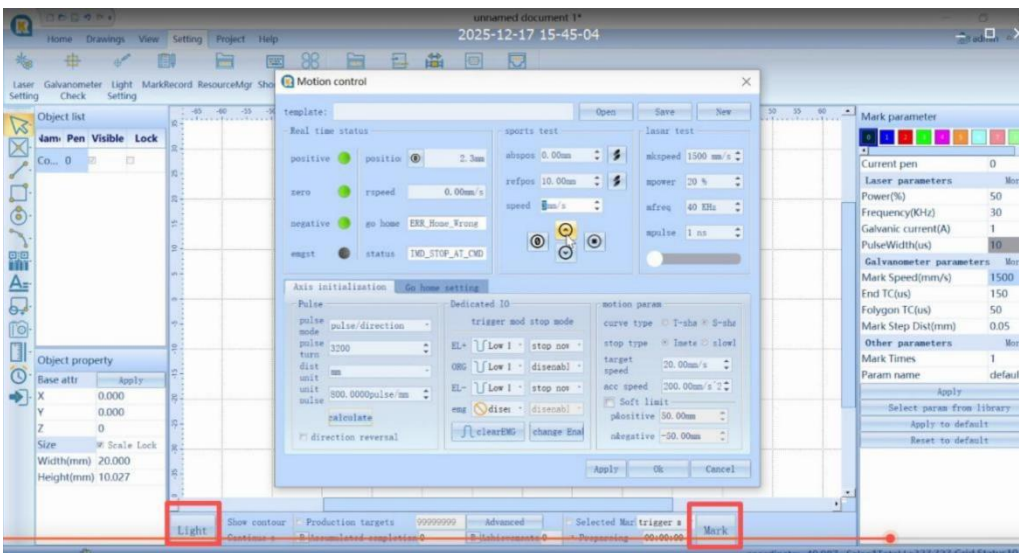 unnamed document 1*
2025-12-17 15-45-04
Home Drawings View Setting Project Help
Laser Setting
Galvanometer Check
Light Setting
MarkRecord
ResourceMgr
Object list
Pen Visible Lock
Co... 0
Object property
Base attr Apply
X 0.000
Y 0.000
Z 0
Size Scale Lock
Width(mm) 20.000
Height(mm) 10.027
Motion control
template: Open Save New
Real time status
positive positio 2.3mm
zero rspeed 0.00mm/s
negative go home ERR_Home_Wrong
emgst status IMD_STOP_AT_CMD
sports test
abspos 0.00mm
refpos 10.00mm
speed mm/s
lasar test
mkspeed 1500 mm/s
mpower 20 %
mfreq 40 KHz
mpulse 1 ns
Axis initialization Go home setting
Pulse
pulse mode pulse/direction
pulse turn 3200
dist unit mm
unit pulse 800.0000pulse/mm
calculate
direction reversal
Dedicated IO
trigger mod stop mode
EL+ Low l stop now
ORG Low l disenabl
EL- Low l stop now
emg disen disenabl
clearEMG change Enal
motion param
curve type T-sha S-sha
stop type Imete slowl
target speed 20.00mm/s
acc speed 200.00mm/s^2
Soft limit
pAositive 50.00mm
nAegative -50.00mm
Apply Ok Cancel
Mark parameter
Current pen 0
Laser parameters
Power(%) 50
Frequency(KHz) 30
Galvanic current(A) 1
PulseWidth(us) 10
Galvanometer parameters
Mark Speed(mm/s) 1500
End TC(us) 150
Folygon TC(us) 50
Mark Step Dist(mm) 0.05
Other parameters
Mark Times 1
Param name defaul
Apply
Select param from library
Apply to default
Reset to default
Light
Show contour Production targets 99999999 Advanced Selected Mar trigger s
Mark